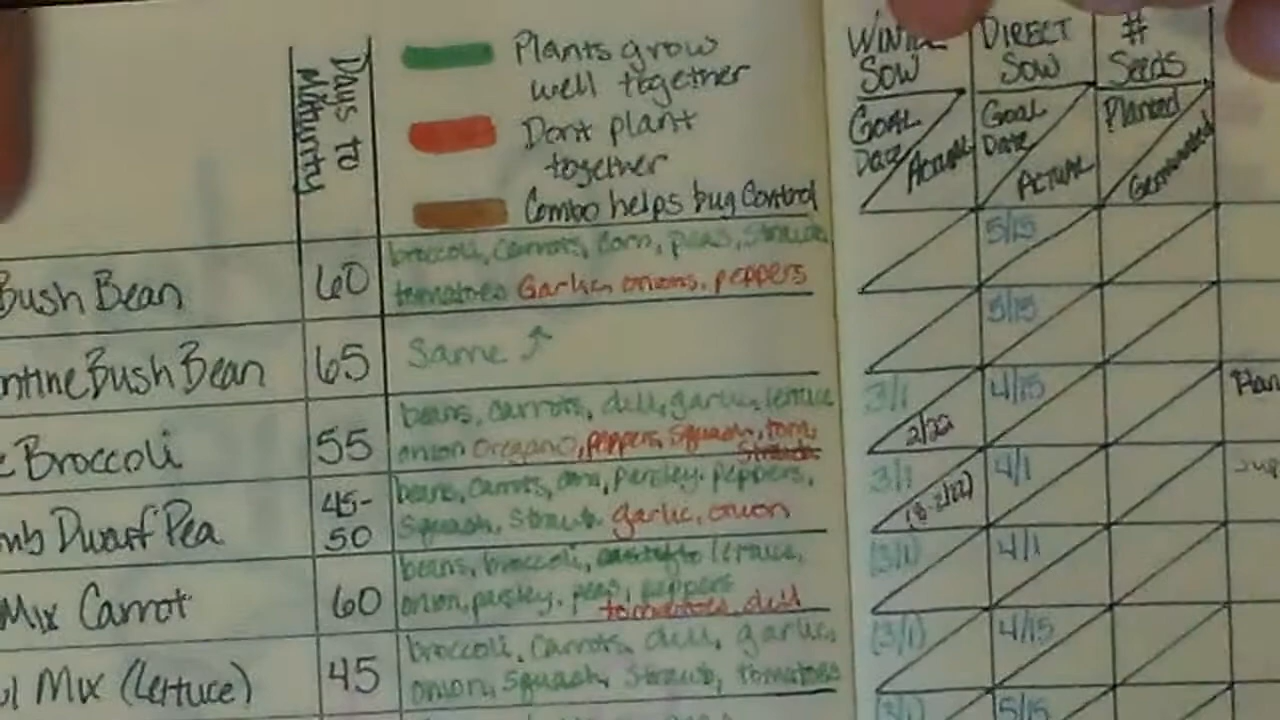 Days to
Maturity
Plants grow
well together
Dont plant
together
Combo helps bug Control
WINTER
SOW
DIRECT
SOW
#
Seeds
GOAL
Date
ACTUAL
GOAL
Date
ACTUAL
Planted
Germinated
Bush Bean
60
broccoli, Carrots, Corn, peas, Strawb
tomatoes Garlic, onions, peppers
5/15
ntine Bush Bean
65
Same
5/15
Broccoli
55
beans, carrots, dill, garlic, lettuce
onion Oregano, peppers, Squash, tom,
Strawb
3/1
2/22
4/15
Plan
mb Dwarf Pea
45-
50
beans, Carrots, corn, parsley, peppers,
Squash, Strawb. garlic, onion
3/1
4/1
sup
Mix Carrot
60
beans, broccoli, lettuce,
onion, parsley, peas, peppers
tomatoes, dill
(3/1)
4/1
Mix (Lettuce)
45
broccoli, Carrots, dill, garlic,
onion, Squash, Strawb, tomatoes
(3/1)
4/15
(3/1)
5/15